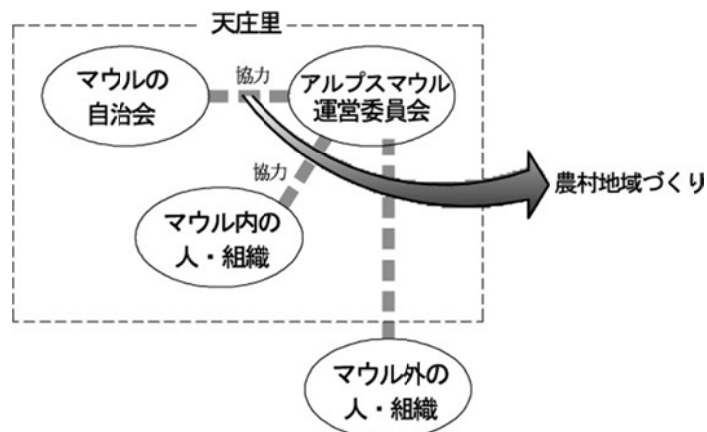 天庄里
マウルの
自治会
協力
アルプスマウル
運営委員会
協力
農村地域づくり
マウル内の
人・組織
マウル外の
人・組織